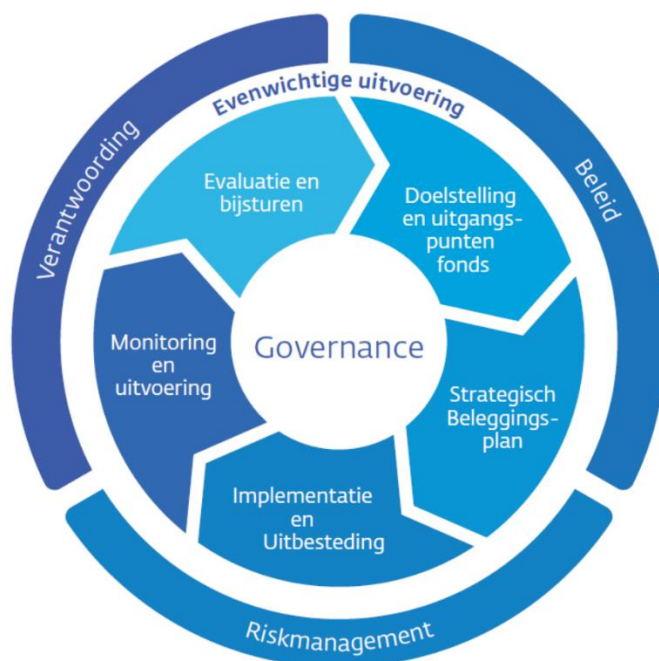 Evenwichtige uitvoering
Verantwoording
Beleid
Riskmanagement
Evaluatie en
bijsturen
Doelstelling
en uitgangs-
punten
fonds
Monitoring
en
uitvoering
Governance
Strategisch
Beleggings-
plan
Implementatie
en
Uitbesteding